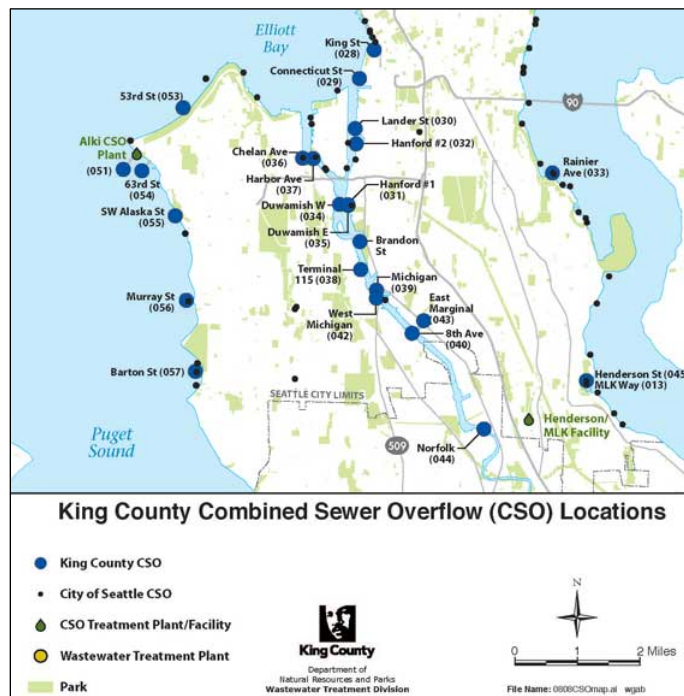 Elliott
Bay
King St
(028)
Connecticut St
(029)
90
53rd St (053)
Lander St (030)
Alki CSO
Plant
Chelan Ave
(036)
Hanford #2 (032)
Rainier
Ave (033)
(051)
63rd St
(054)
Harbor Ave
(037)
Hanford #1
(031)
Duwamish W
(034)
SW Alaska St
(055)
Duwamish E
(035)
Brandon
St
Terminal
115 (038)
Michigan
(039)
Murray St
(056)
East
Marginal
(043)
West
Michigan
(042)
8th Ave
(040)
Barton St (057)
Henderson St (045)
MLK Way (013)
SEATTLE CITY LIMITS
Henderson/
MLK Facility
Puget
Sound
509
Norfolk
(044)
King County Combined Sewer Overflow (CSO) Locations
King County CSO
City of Seattle CSO
CSO Treatment Plant/Facility
Wastewater Treatment Plant
Park
King County
Department of
Natural Resources and Parks
Wastewater Treatment Division
N
0 1 2 Miles
File Name: 0808CSOmap.ai wgab